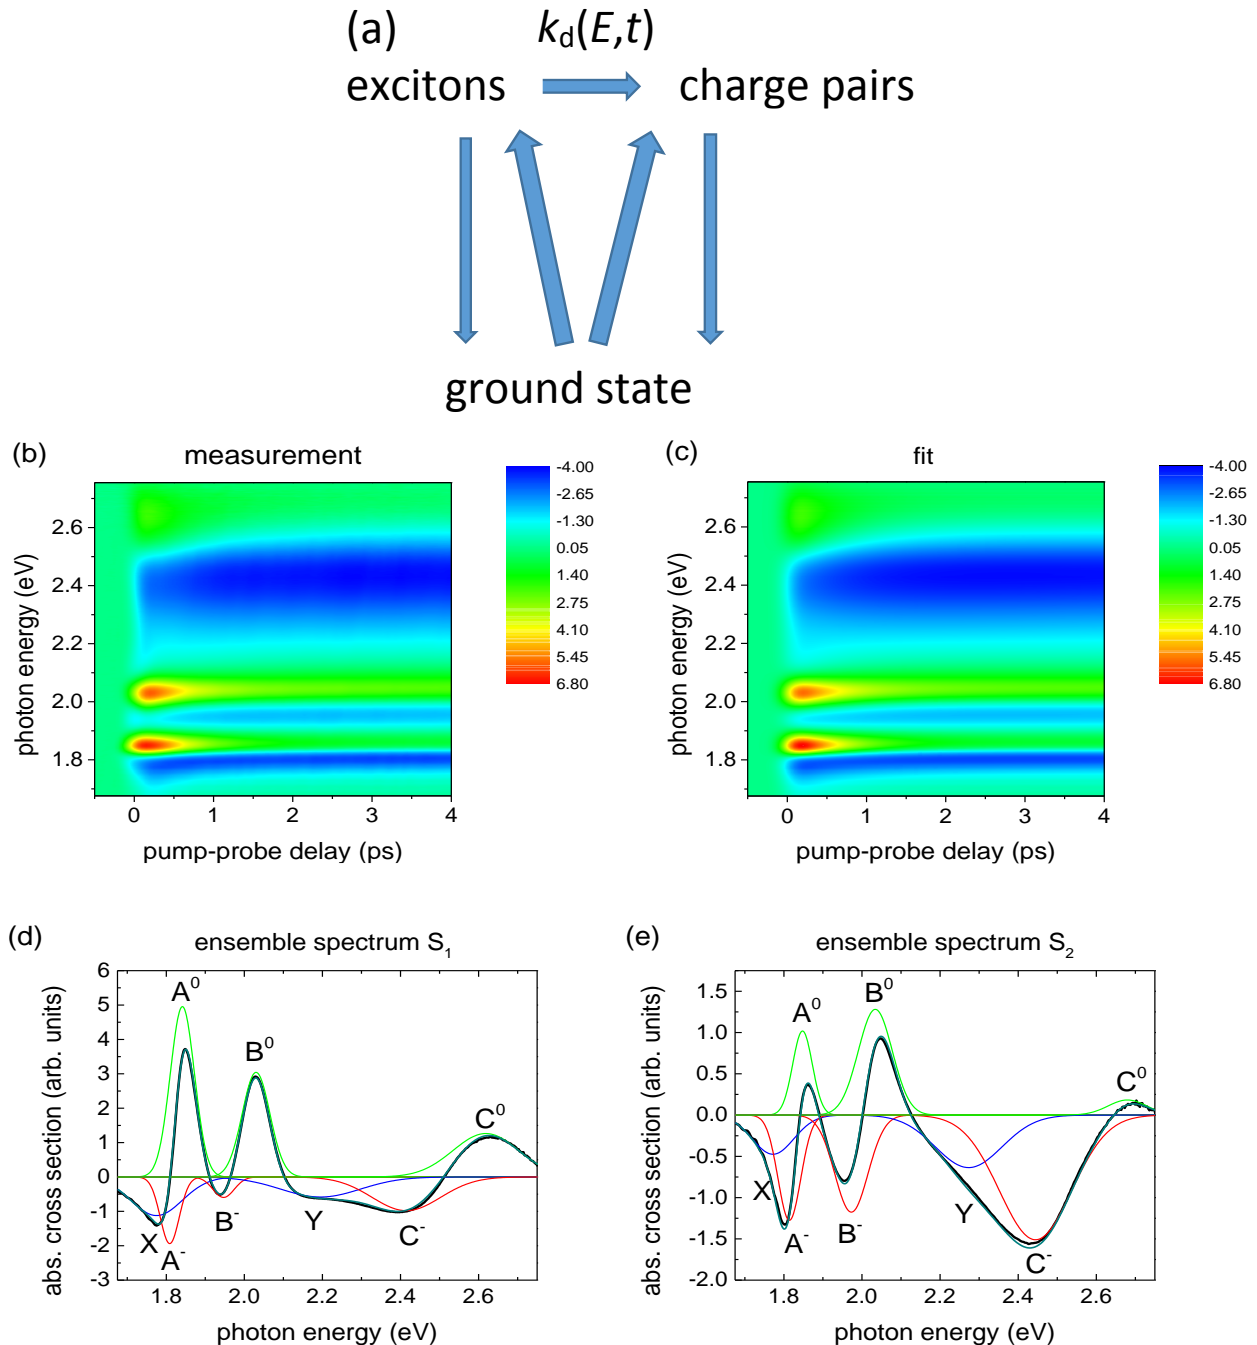 (a) k_d(E,t)
excitons charge pairs
ground state
(b) measurement
photon energy (eV)
2.6
2.4
2.2
2.0
1.8
0 1 2 3 4
pump-probe delay (ps)
-4.00
-2.65
-1.30
0.05
1.40
2.75
4.10
5.45
6.80
(c) fit
photon energy (eV)
2.6
2.4
2.2
2.0
1.8
0 1 2 3 4
pump-probe delay (ps)
-4.00
-2.65
-1.30
0.05
1.40
2.75
4.10
5.45
6.80
(d) ensemble spectrum S₁
abs. cross section (arb. units)
6
5
4
3
2
1
0
-1
-2
-3
A⁰
B⁰
C⁰
X
A⁻
B⁻
Y
C⁻
1.8 2.0 2.2 2.4 2.6
photon energy (eV)
(e) ensemble spectrum S₂
abs. cross section (arb. units)
1.5
1.0
0.5
0.0
-0.5
-1.0
-1.5
-2.0
A⁰
B⁰
C⁰
X
A⁻
B⁻
Y
C⁻
1.8 2.0 2.2 2.4 2.6
photon energy (eV)